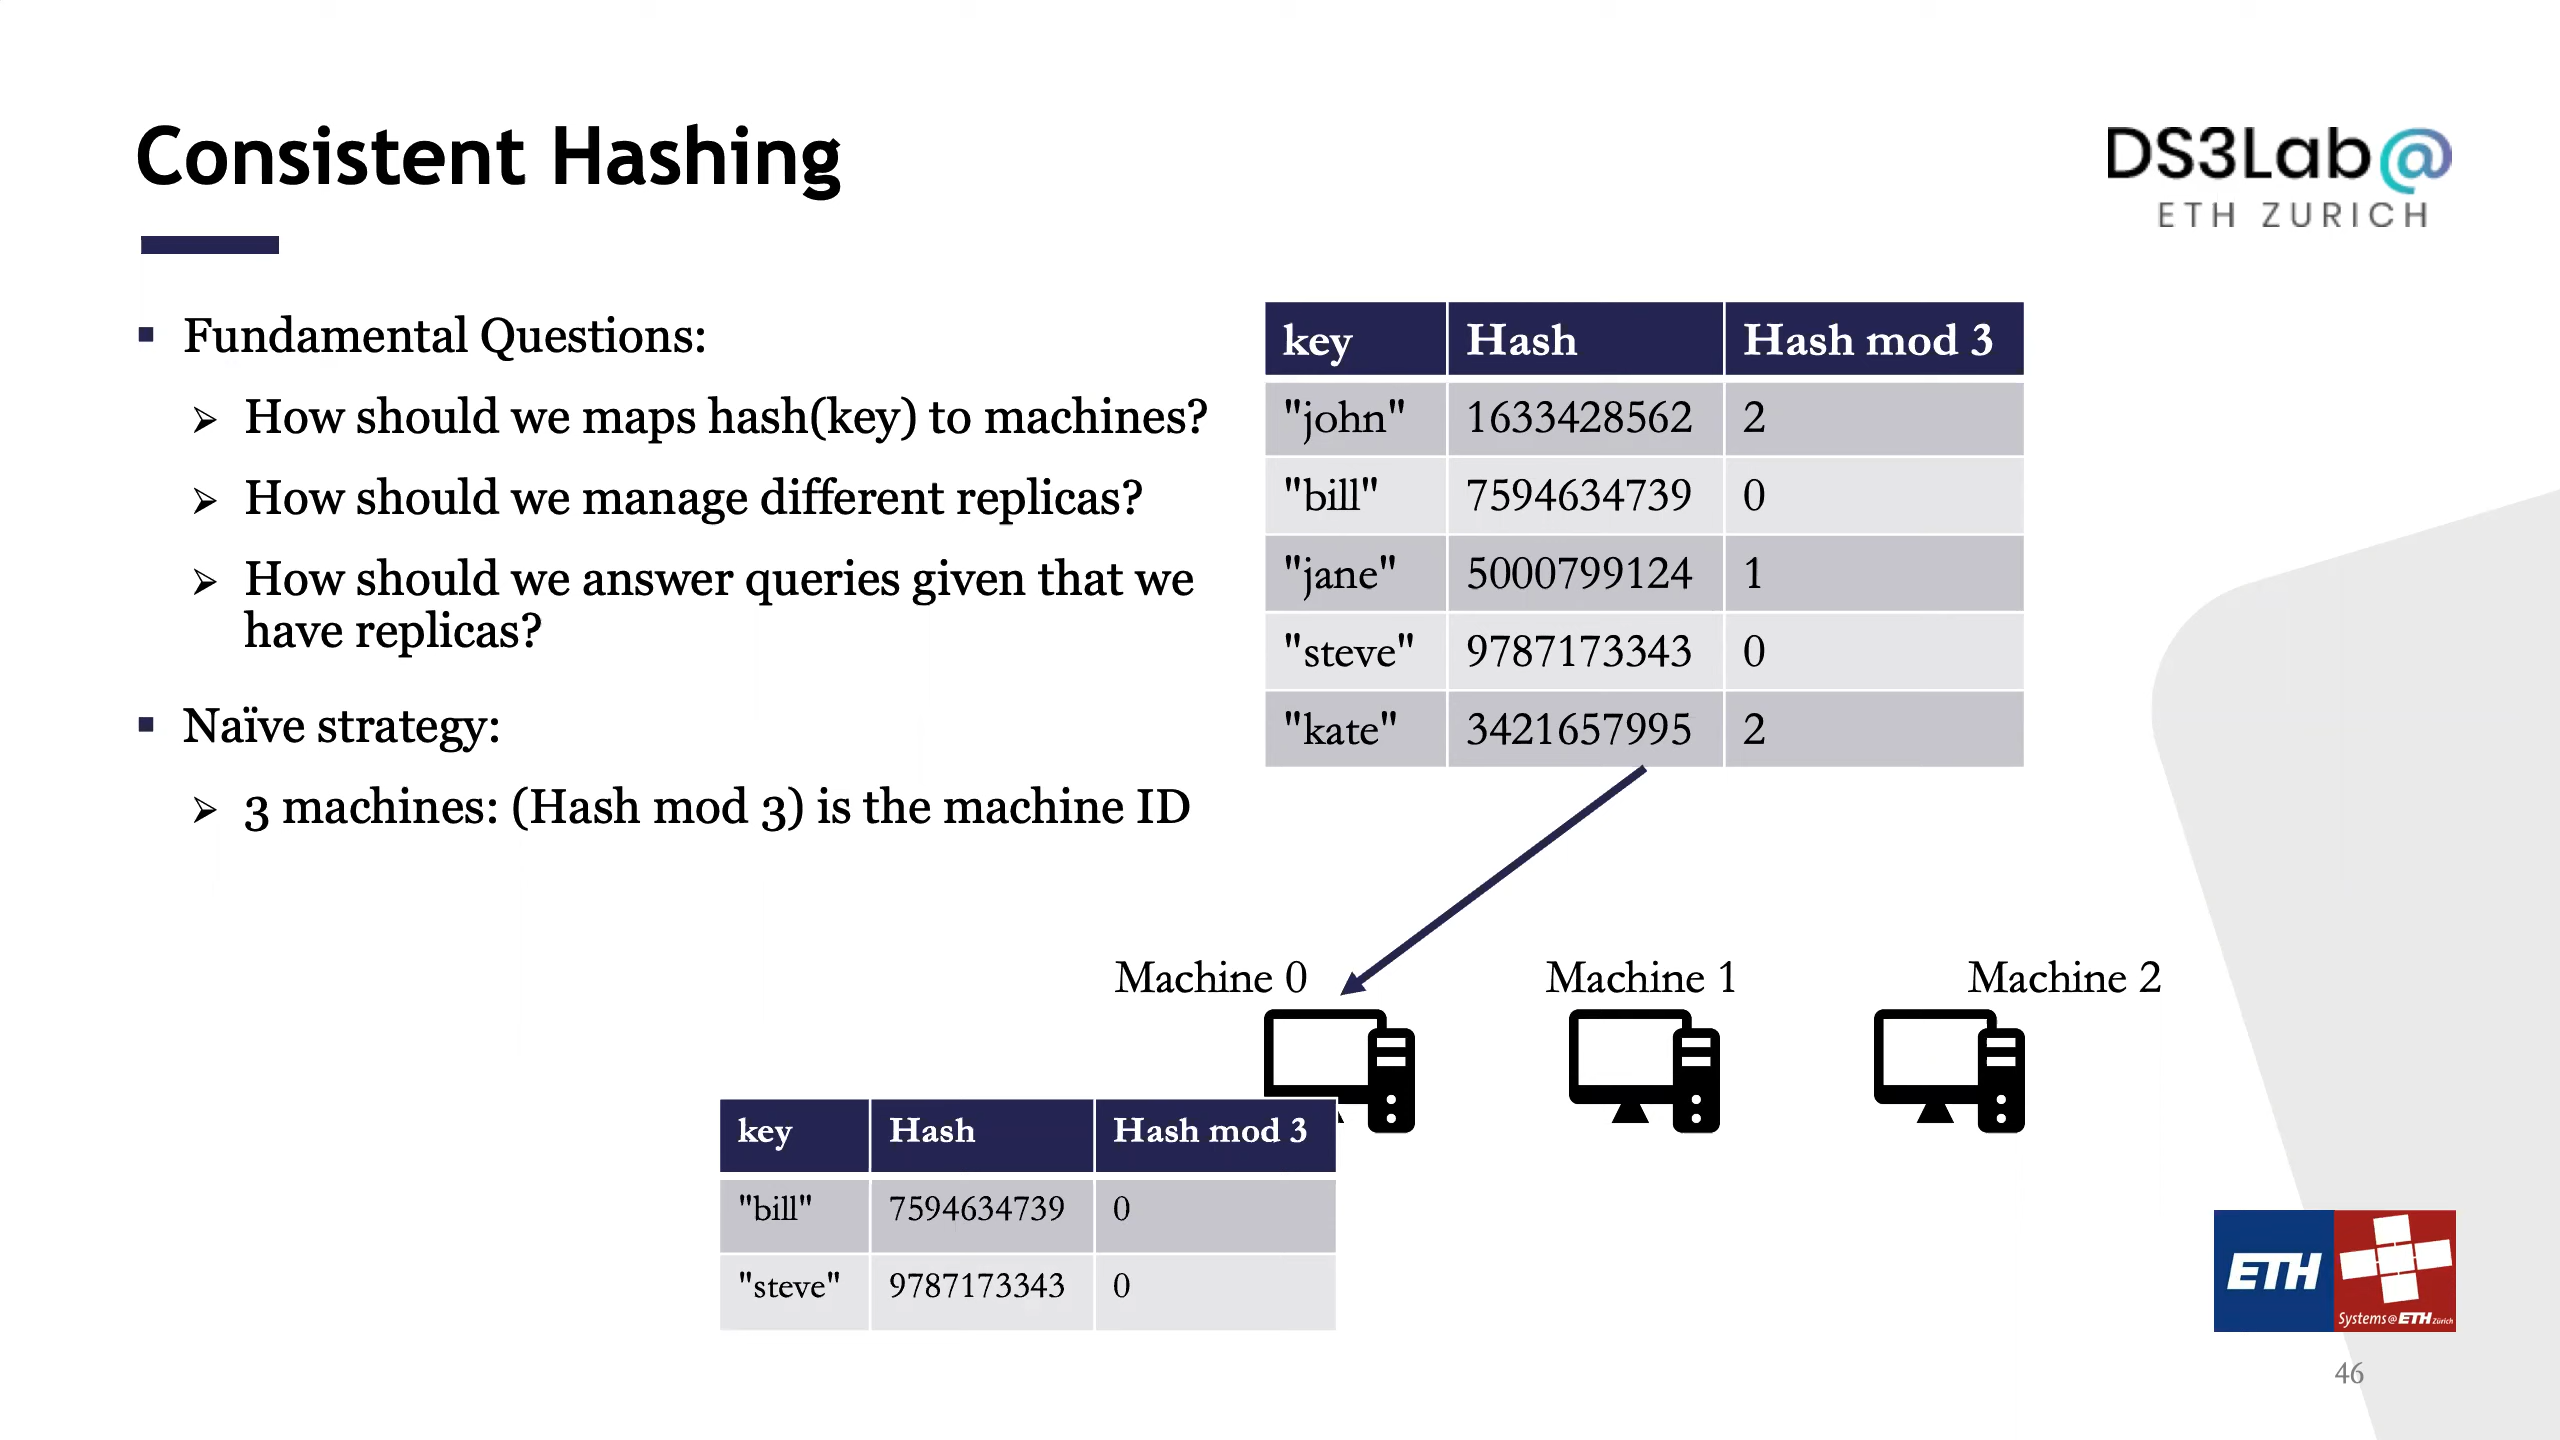 Consistent Hashing
DS3Lab@
ETH ZURICH
Fundamental Questions:
How should we maps hash(key) to machines?
How should we manage different replicas?
How should we answer queries given that we
have replicas?
Naïve strategy:
3 machines: (Hash mod 3) is the machine ID
key Hash Hash mod 3
"john" 1633428562 2
"bill" 7594634739 0
"jane" 5000799124 1
"steve" 9787173343 0
"kate" 3421657995 2
Machine 0 Machine 1 Machine 2
key Hash Hash mod 3
"bill" 7594634739 0
"steve" 9787173343 0
ETH
Systems@ETH Zürich
46